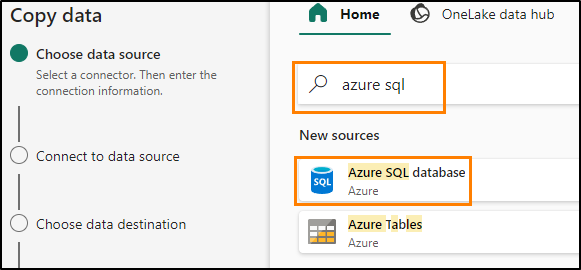 Copy data
Choose data source
Select a connector. Then enter the
connection information.
Connect to data source
Choose data destination
Home
OneLake data hub
azure sql
New sources
SQL
Azure SQL database
Azure
Azure Tables
Azure